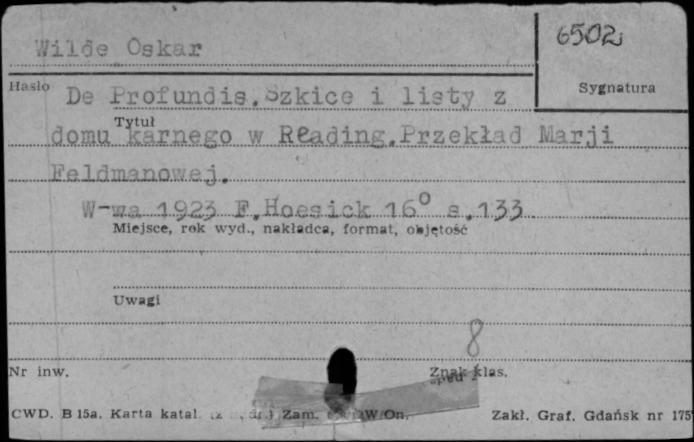 Wilde Oskar
6502
Hasło
Sygnatura
De Profundis. Szkice i listy z
Tytuł
domu karnego w Reading. Przekład Marji
Feldmanowej.
W-wa 1923 F. Hoesick 16° s. 133
Miejsce, rok wyd., nakładca, format, objętość
Uwagi
8
Nr inw.
Znak klas.
CWD. B 15a. Karta katal. Zam. W/On. Zakł. Graf. Gdańsk nr 175